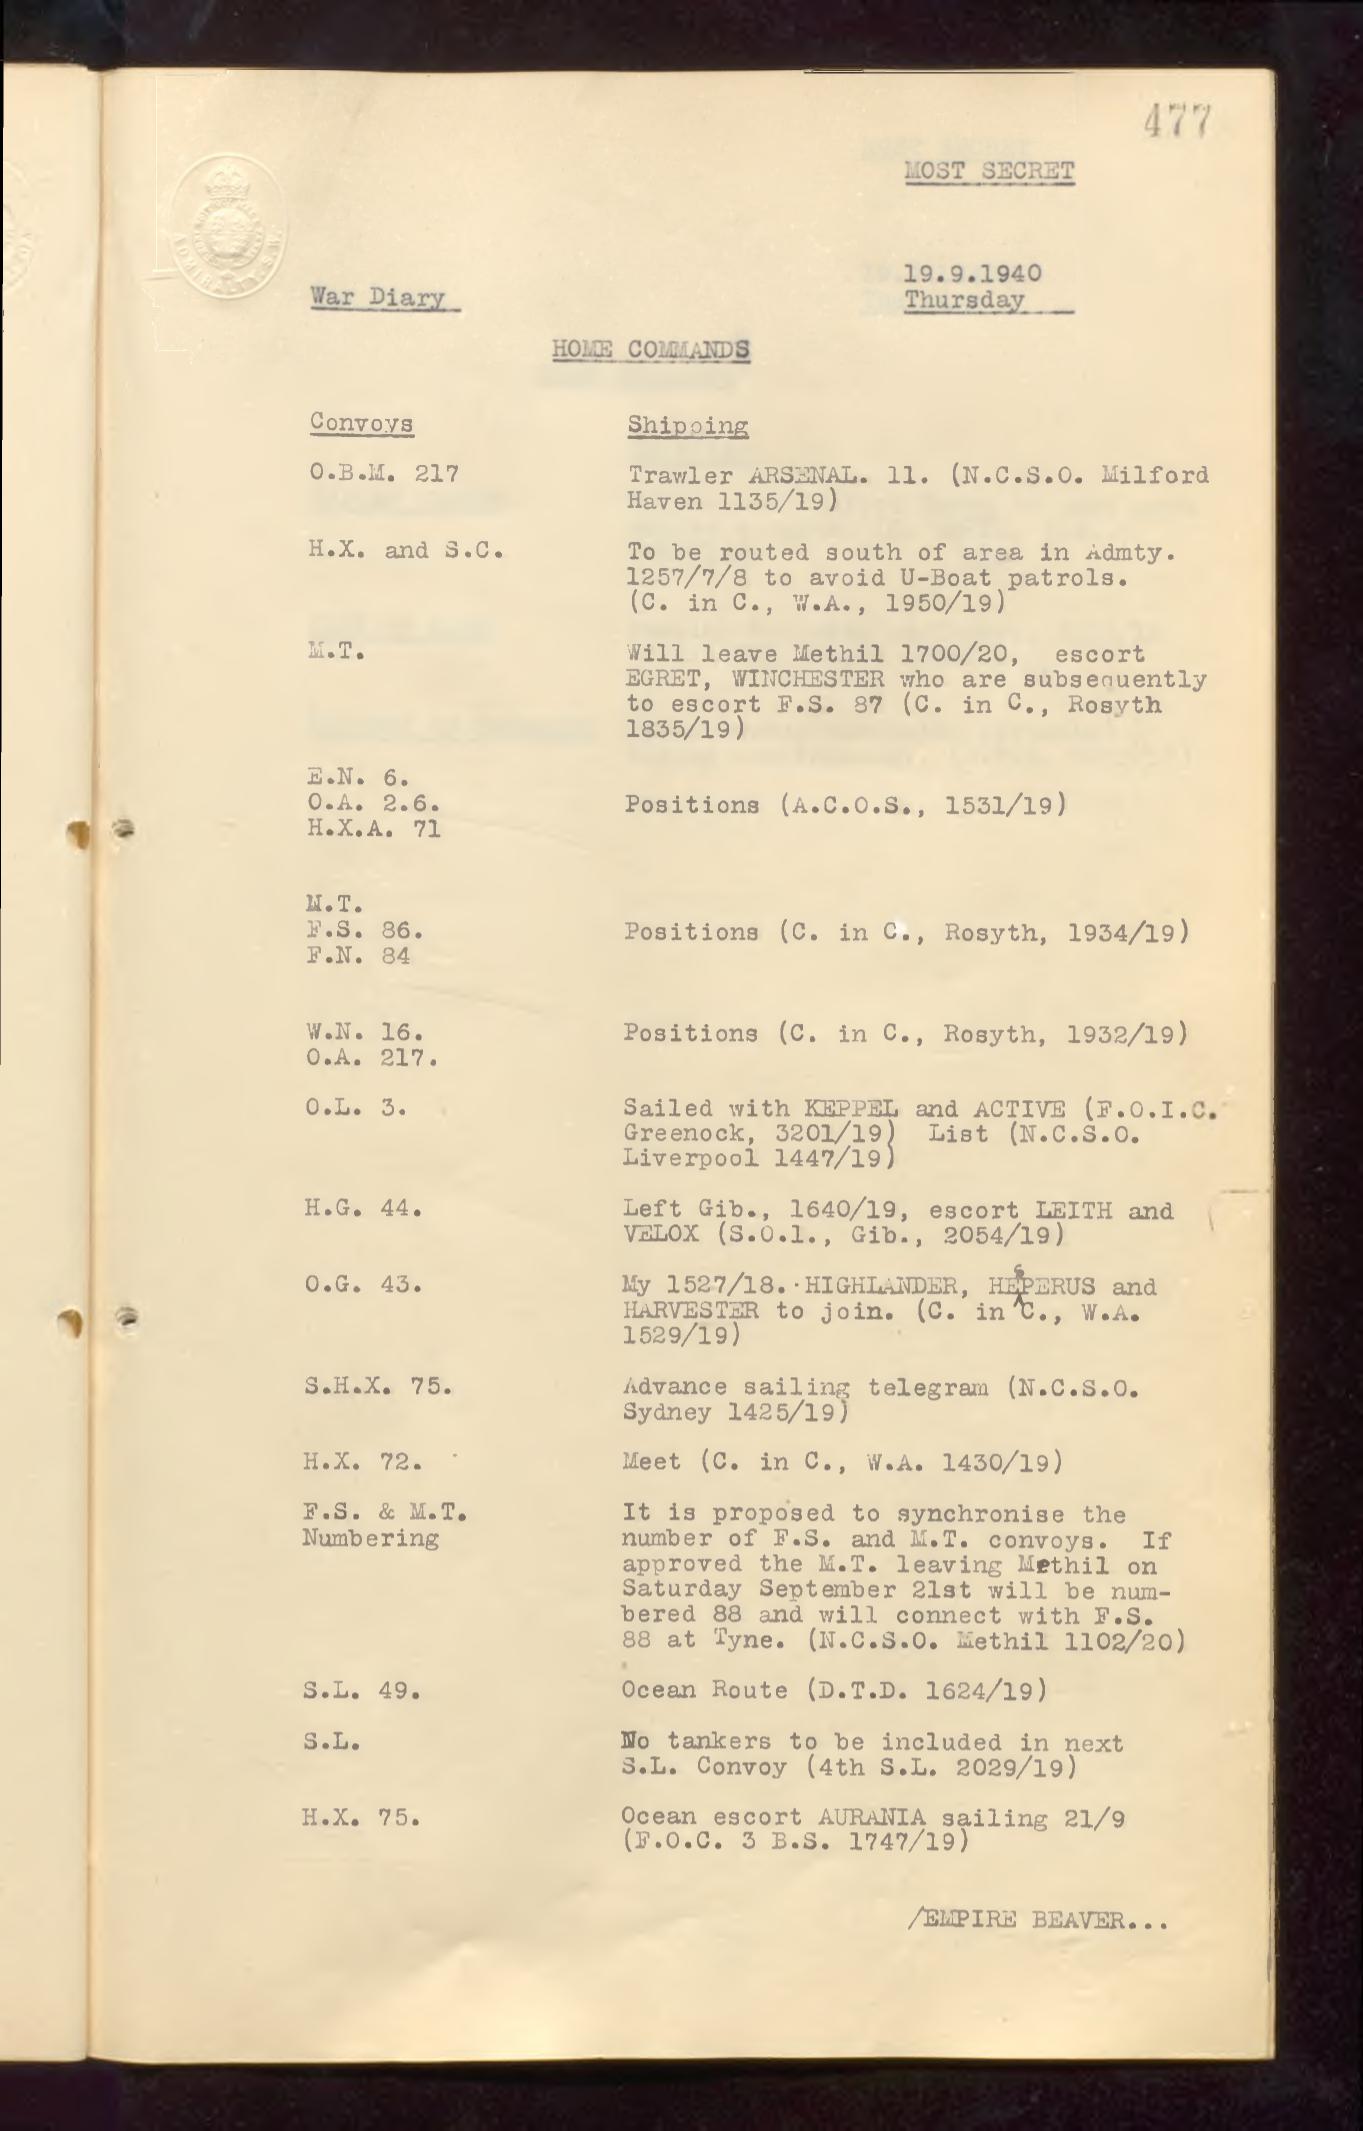 477
MOST SECRET
ADMIRALTY. S.W.
19.9.1940
War Diary
Thursday
HOME COMMANDS
Convoys Shipping
O.B.M. 217 Trawler ARSENAL. 11. (N.C.S.O. Milford
Haven 1135/19)
H.X. and S.C. To be routed south of area in Admty.
1257/7/8 to avoid U-Boat patrols.
(C. in C., W.A., 1950/19)
M.T. Will leave Methil 1700/20, escort
EGRET, WINCHESTER who are subsequently
to escort F.S. 87 (C. in C., Rosyth
1835/19)
E.N. 6.
O.A. 2.6. Positions (A.C.O.S., 1531/19)
H.X.A. 71
M.T.
F.S. 86. Positions (C. in C., Rosyth, 1934/19)
F.N. 84
W.N. 16. Positions (C. in C., Rosyth, 1932/19)
O.A. 217.
O.L. 3. Sailed with KEPPEL and ACTIVE (F.O.I.C.
Greenock, 3201/19) List (N.C.S.O.
Liverpool 1447/19)
H.G. 44. Left Gib., 1640/19, escort LEITH and
VELOX (S.O.1., Gib., 2054/19)
O.G. 43. My 1527/18. HIGHLANDER, HESPERUS and
HARVESTER to join. (C. in C., W.A.
1529/19)
S.H.X. 75. Advance sailing telegram (N.C.S.O.
Sydney 1425/19)
H.X. 72. Meet (C. in C., W.A. 1430/19)
F.S. & M.T. It is proposed to synchronise the
Numbering number of F.S. and M.T. convoys. If
approved the M.T. leaving Methil on
Saturday September 21st will be num-
bered 88 and will connect with F.S.
88 at Tyne. (N.C.S.O. Methil 1102/20)
S.L. 49. Ocean Route (D.T.D. 1624/19)
S.L. No tankers to be included in next
S.L. Convoy (4th S.L. 2029/19)
H.X. 75. Ocean escort AURANIA sailing 21/9
(F.O.C. 3 B.S. 1747/19)
/EMPIRE BEAVER...